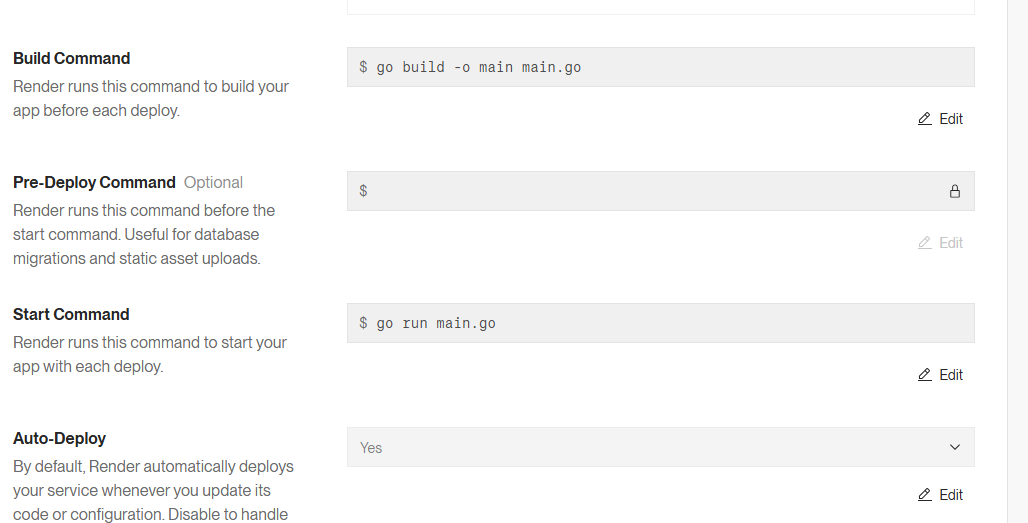 Build Command
$ go build -o main main.go
Render runs this command to build your
app before each deploy.
Edit
Pre-Deploy Command Optional
$
Render runs this command before the
start command. Useful for database
migrations and static asset uploads.
Edit
Start Command
$ go run main.go
Render runs this command to start your
app with each deploy.
Edit
Auto-Deploy
Yes
By default, Render automatically deploys
your service whenever you update its
code or configuration. Disable to handle
Edit